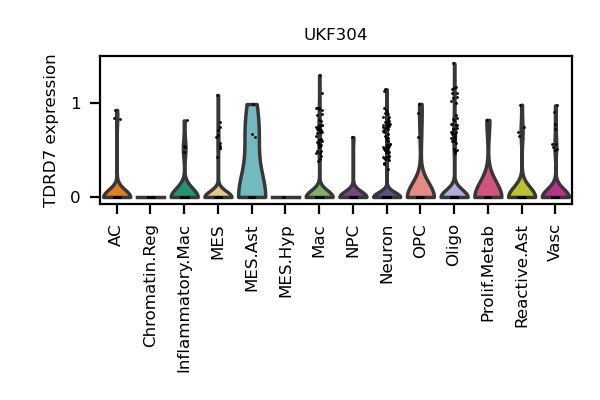 UKF304
TDRD7 expression
1
0
AC
Chromatin.Reg
Inflammatory.Mac
MES
MES.Ast
MES.Hyp
Mac
NPC
Neuron
OPC
Oligo
Prolif.Metab
Reactive.Ast
Vasc